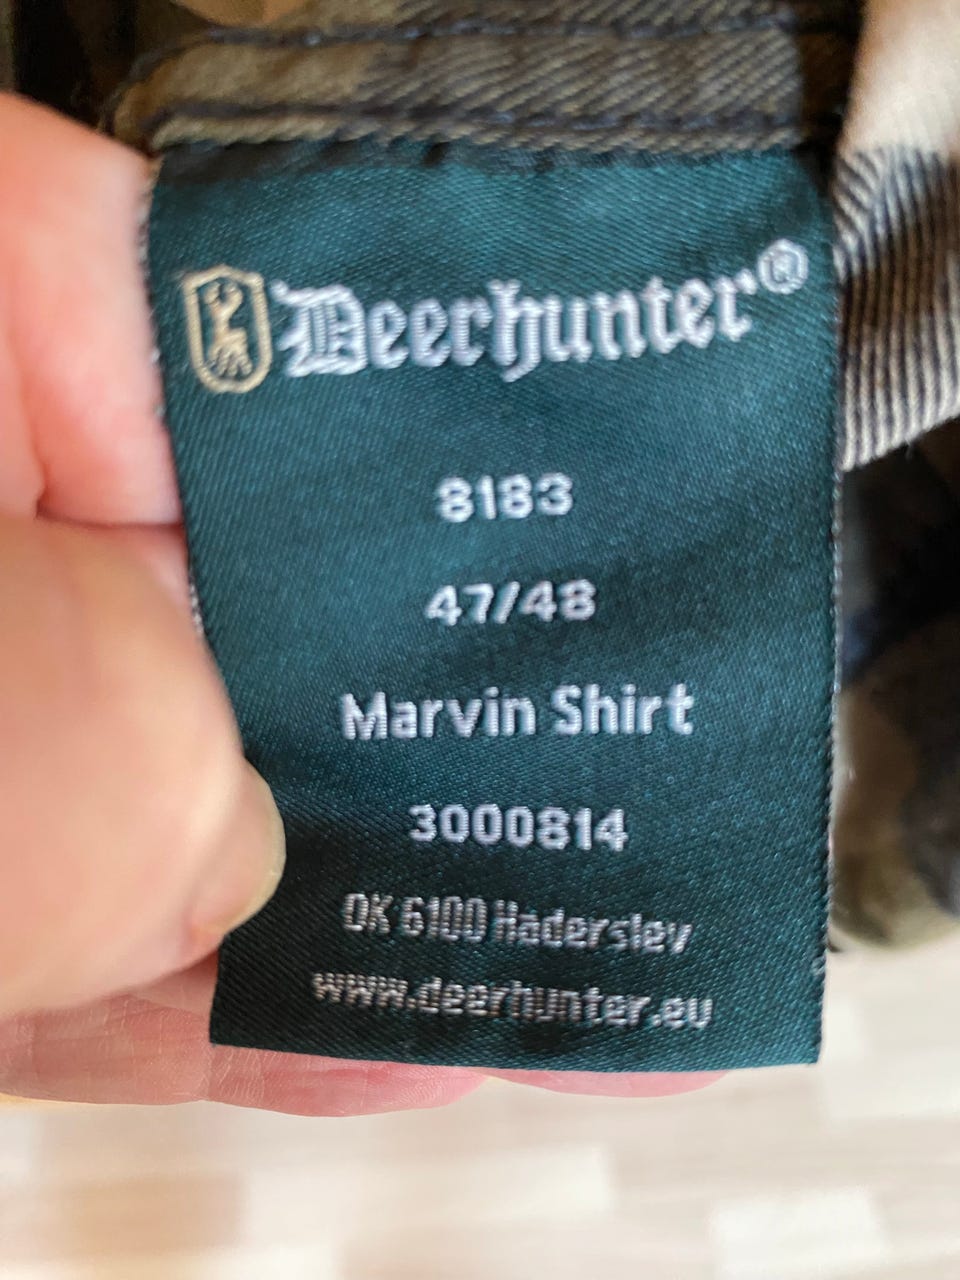 Deerhunter®
8183
47/48
Marvin Shirt
3000814
DK 6100 Haderslev
www.deerhunter.eu